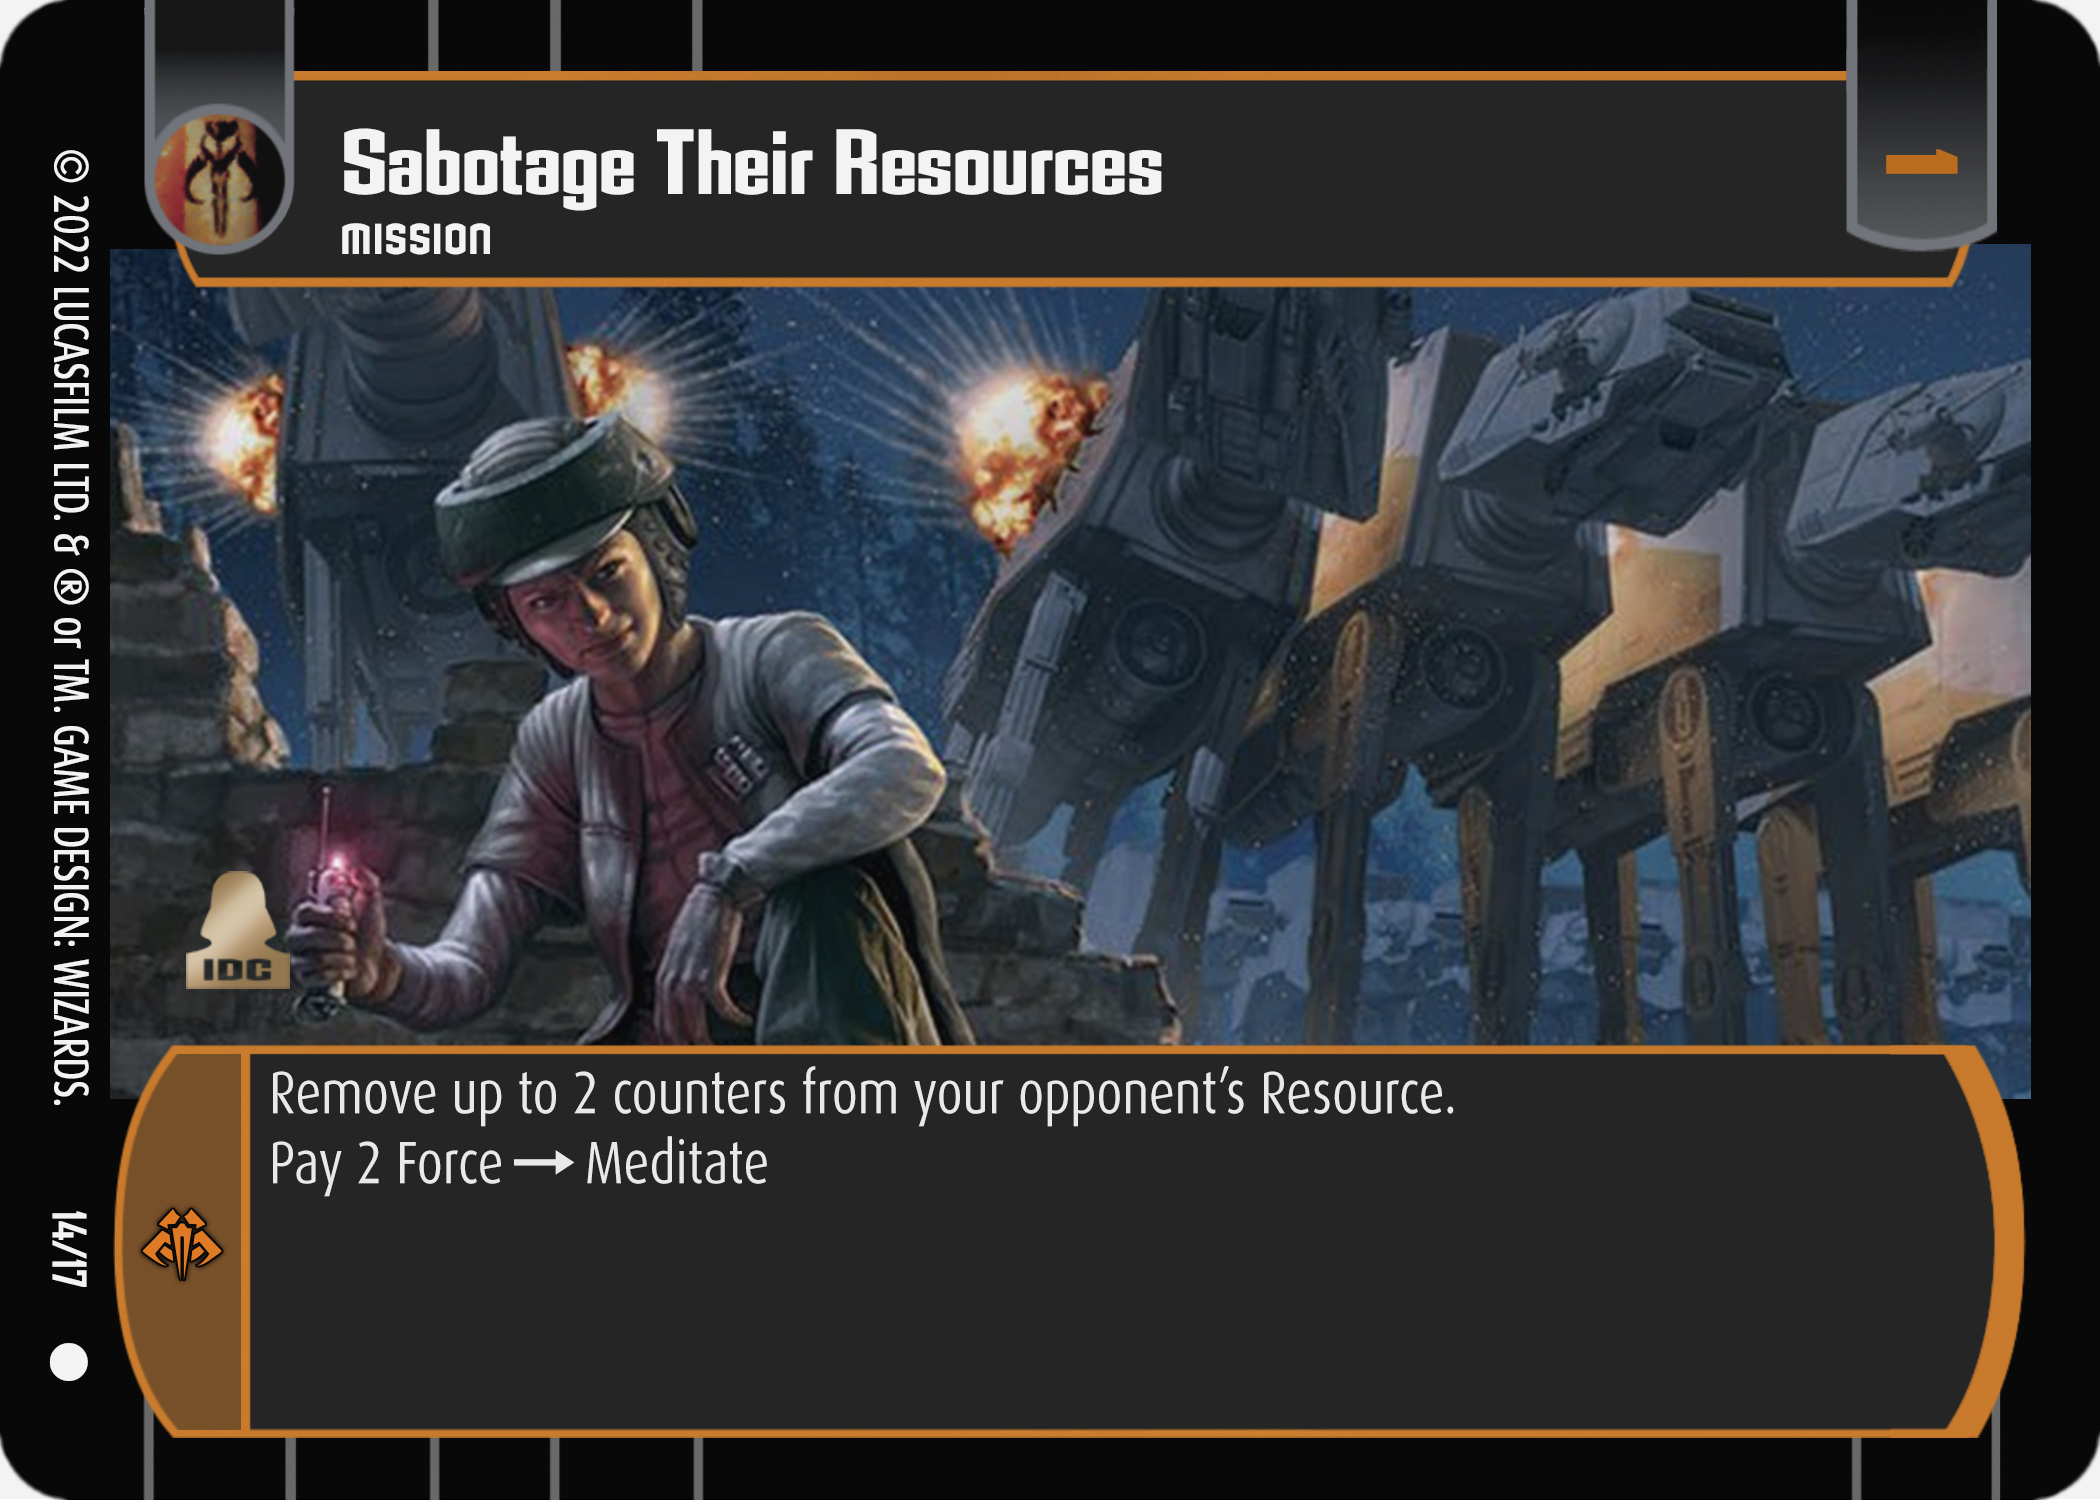 Sabotage Their Resources
MISSION
1
IDC
Remove up to 2 counters from your opponent's Resource.
Pay 2 Force → Meditate
© 2022 LUCASFILM LTD. & ® or TM. GAME DESIGN: WIZARDS.
14/17